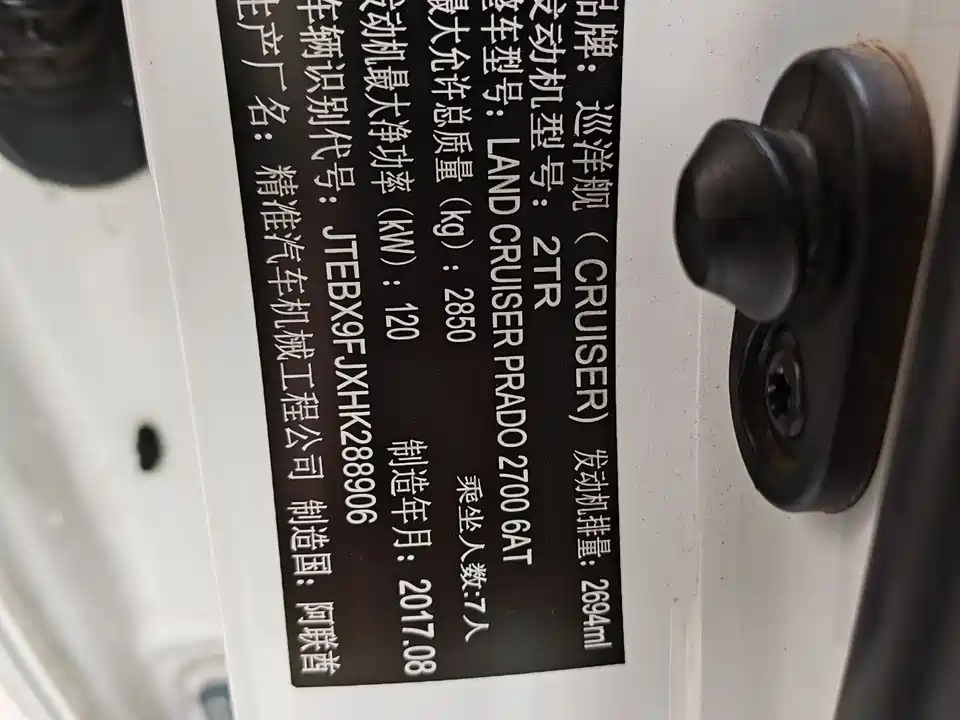 品牌：巡洋舰（CRUISER） 发动机排量：2694ml
发动机型号：2TR
整车型号：LAND CRUISER PRADO 2700 6AT
最大允许总质量（kg）：2850 乘坐人数:7人
发动机最大净功率（kW）：120 制造年月：2017.08
车辆识别代号：JTEBX9FJXHK288906
生产厂名：精准汽车机械工程公司 制造国：阿联酋